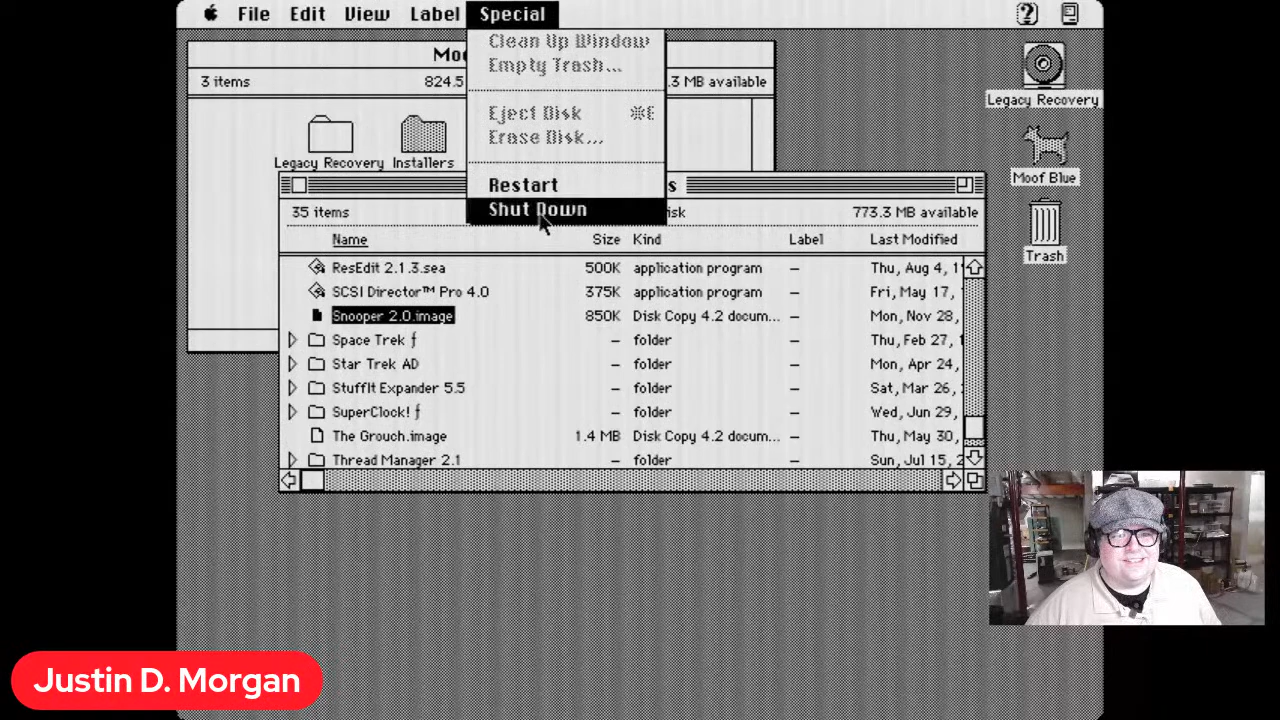 File Edit View Label Special
Clean Up Window
Empty Trash...
Eject Disk ⌘E
Erase Disk...
Restart
Shut Down
3 items 824.5 .3 MB available
Legacy Recovery Installers
Legacy Recovery
Moof Blue
Trash
35 items isk 773.3 MB available
Name Size Kind Label Last Modified
ResEdit 2.1.3.sea 500K application program – Thu, Aug 4, 1
SCSI Director™ Pro 4.0 375K application program – Fri, May 17,
Snooper 2.0.image 850K Disk Copy 4.2 docum... – Mon, Nov 28,
Space Trek ƒ – folder – Thu, Feb 27, 1
Star Trek AD – folder – Mon, Apr 24,
StuffIt Expander 5.5 – folder – Sat, Mar 26,
SuperClock! ƒ – folder – Wed, Jun 29,
The Grouch.image 1.4 MB Disk Copy 4.2 docum... – Thu, May 30,
Thread Manager 2.1 – folder – Sun, Jul 15, 2
Justin D. Morgan